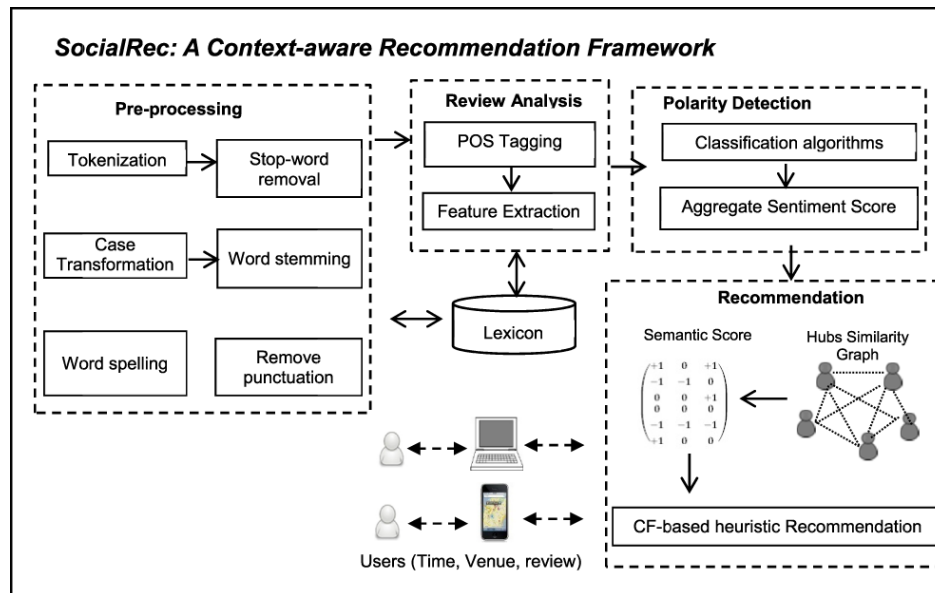 SocialRec: A Context-aware Recommendation Framework
Pre-processing
Tokenization
Stop-word
removal
Case
Transformation
Word stemming
Word spelling
Remove
punctuation
Review Analysis
POS Tagging
Feature Extraction
Lexicon
Polarity Detection
Classification algorithms
Aggregate Sentiment Score
Recommendation
Semantic Score
Hubs Similarity
Graph
+1 0 +1
−1 −1 0
0 0 +1
0 0 0
−1 −1 −1
+1 0 0
CF-based heuristic Recommendation
Users (Time, Venue, review)